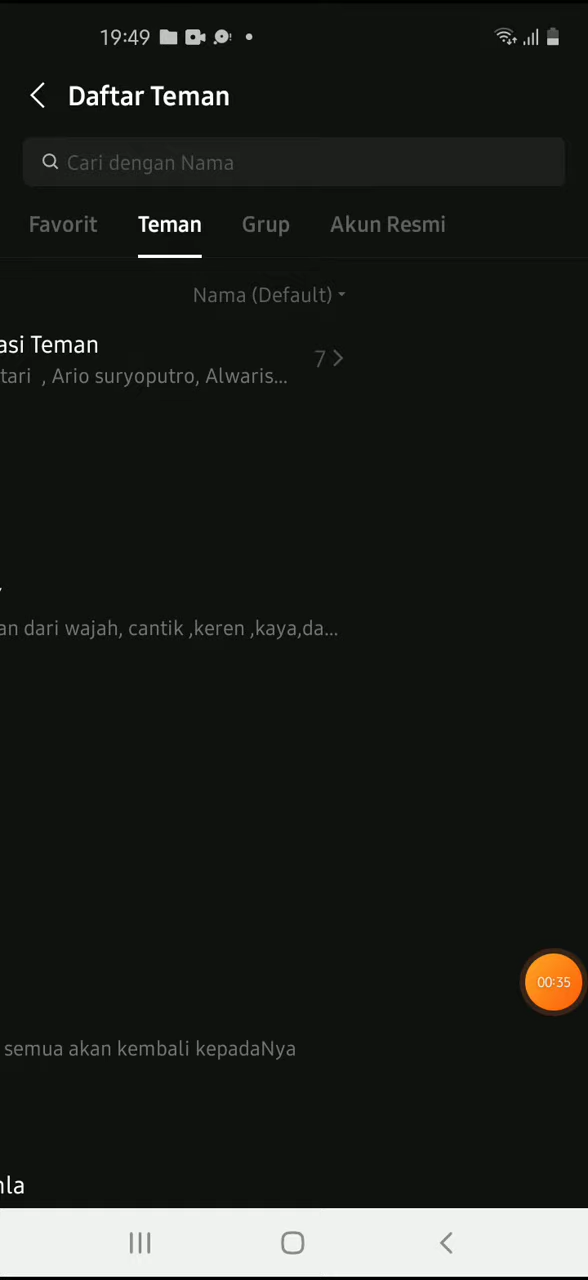 19:49
Daftar Teman
Cari dengan Nama
Favorit Teman Grup Akun Resmi
Nama (Default)
asi Teman
tari , Ario suryoputro, Alwaris...
7
an dari wajah, cantik ,keren ,kaya,da...
00:35
semua akan kembali kepadaNya
la